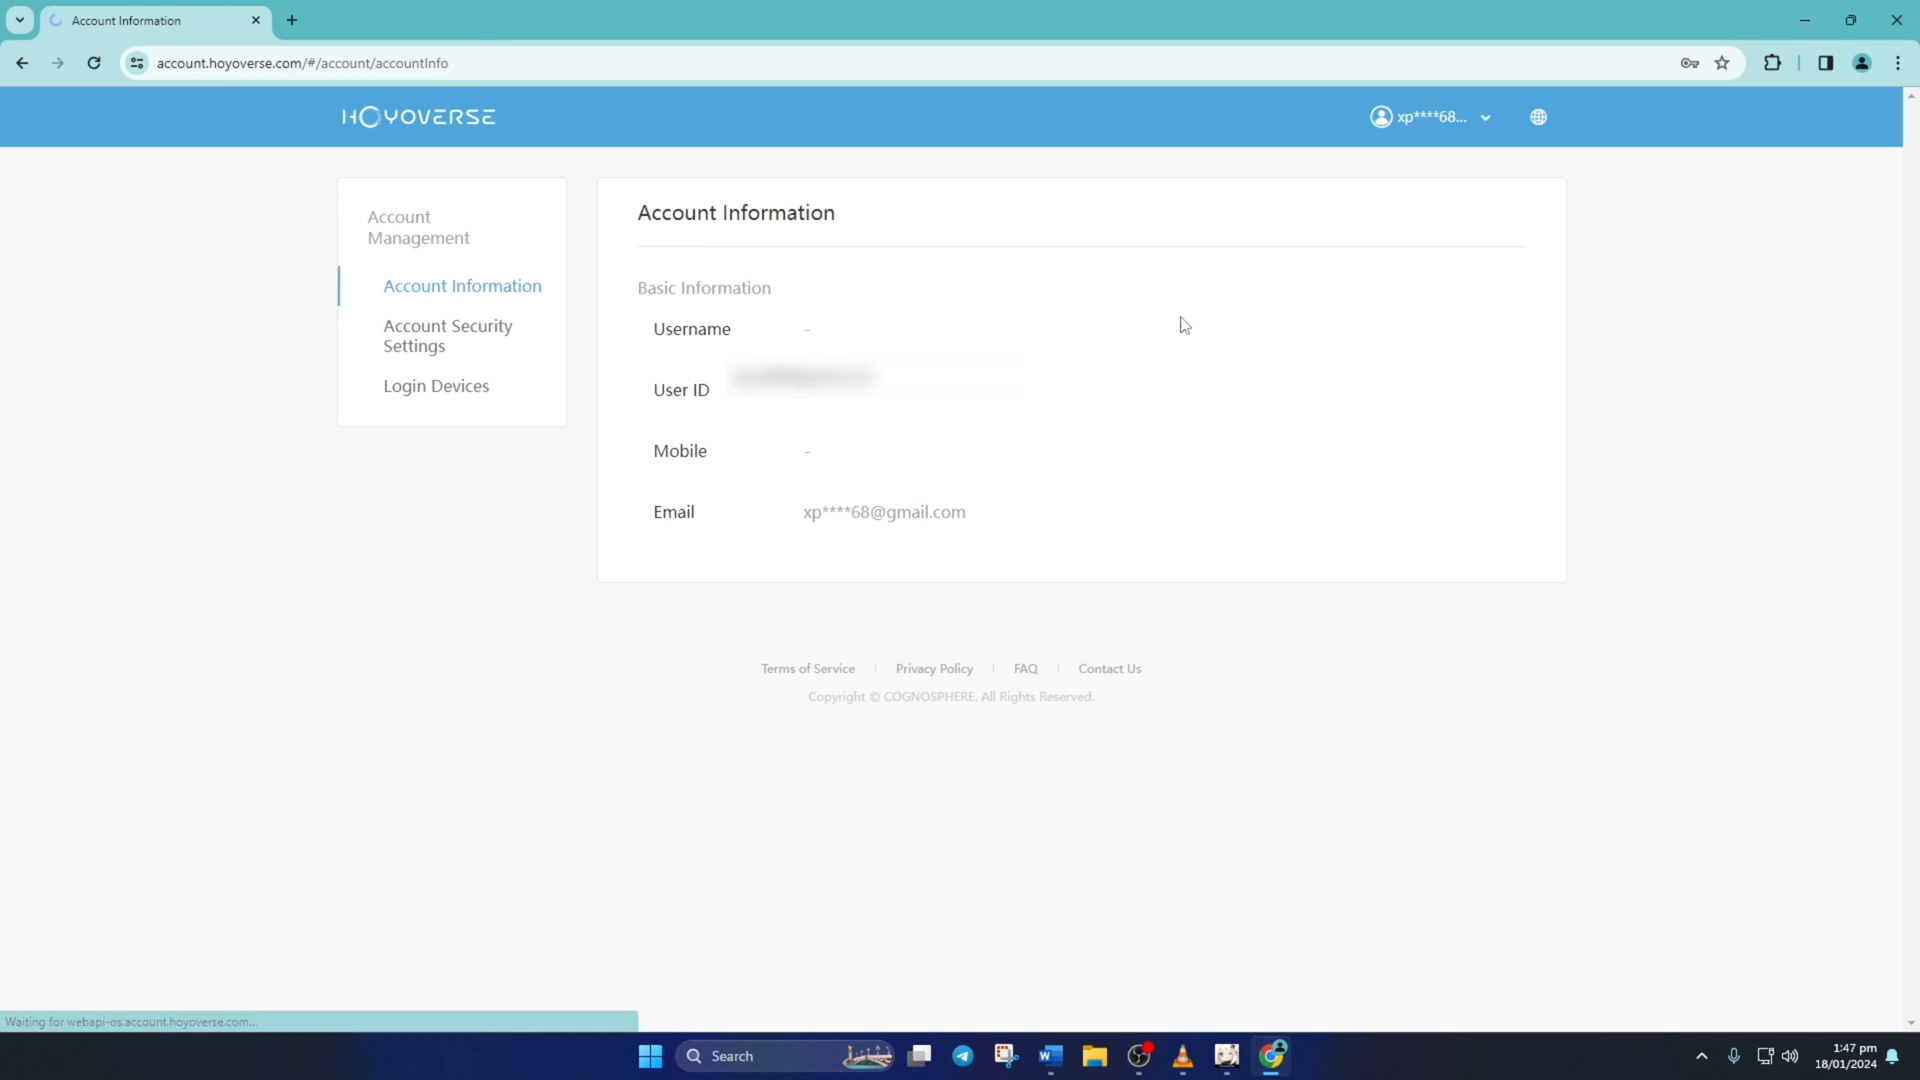 Account Information
account.hoyoverse.com/#/account/accountInfo
HOYOVERSE
xp****68...
Account
Management
Account Information
Account Security
Settings
Login Devices
Account Information
Basic Information
Username -
User ID
Mobile -
Email xp****68@gmail.com
Terms of Service | Privacy Policy | FAQ | Contact Us
Copyright © COGNOSPHERE. All Rights Reserved.
Waiting for webapi-os.account.hoyoverse.com...
Search
1:47 pm
18/01/2024